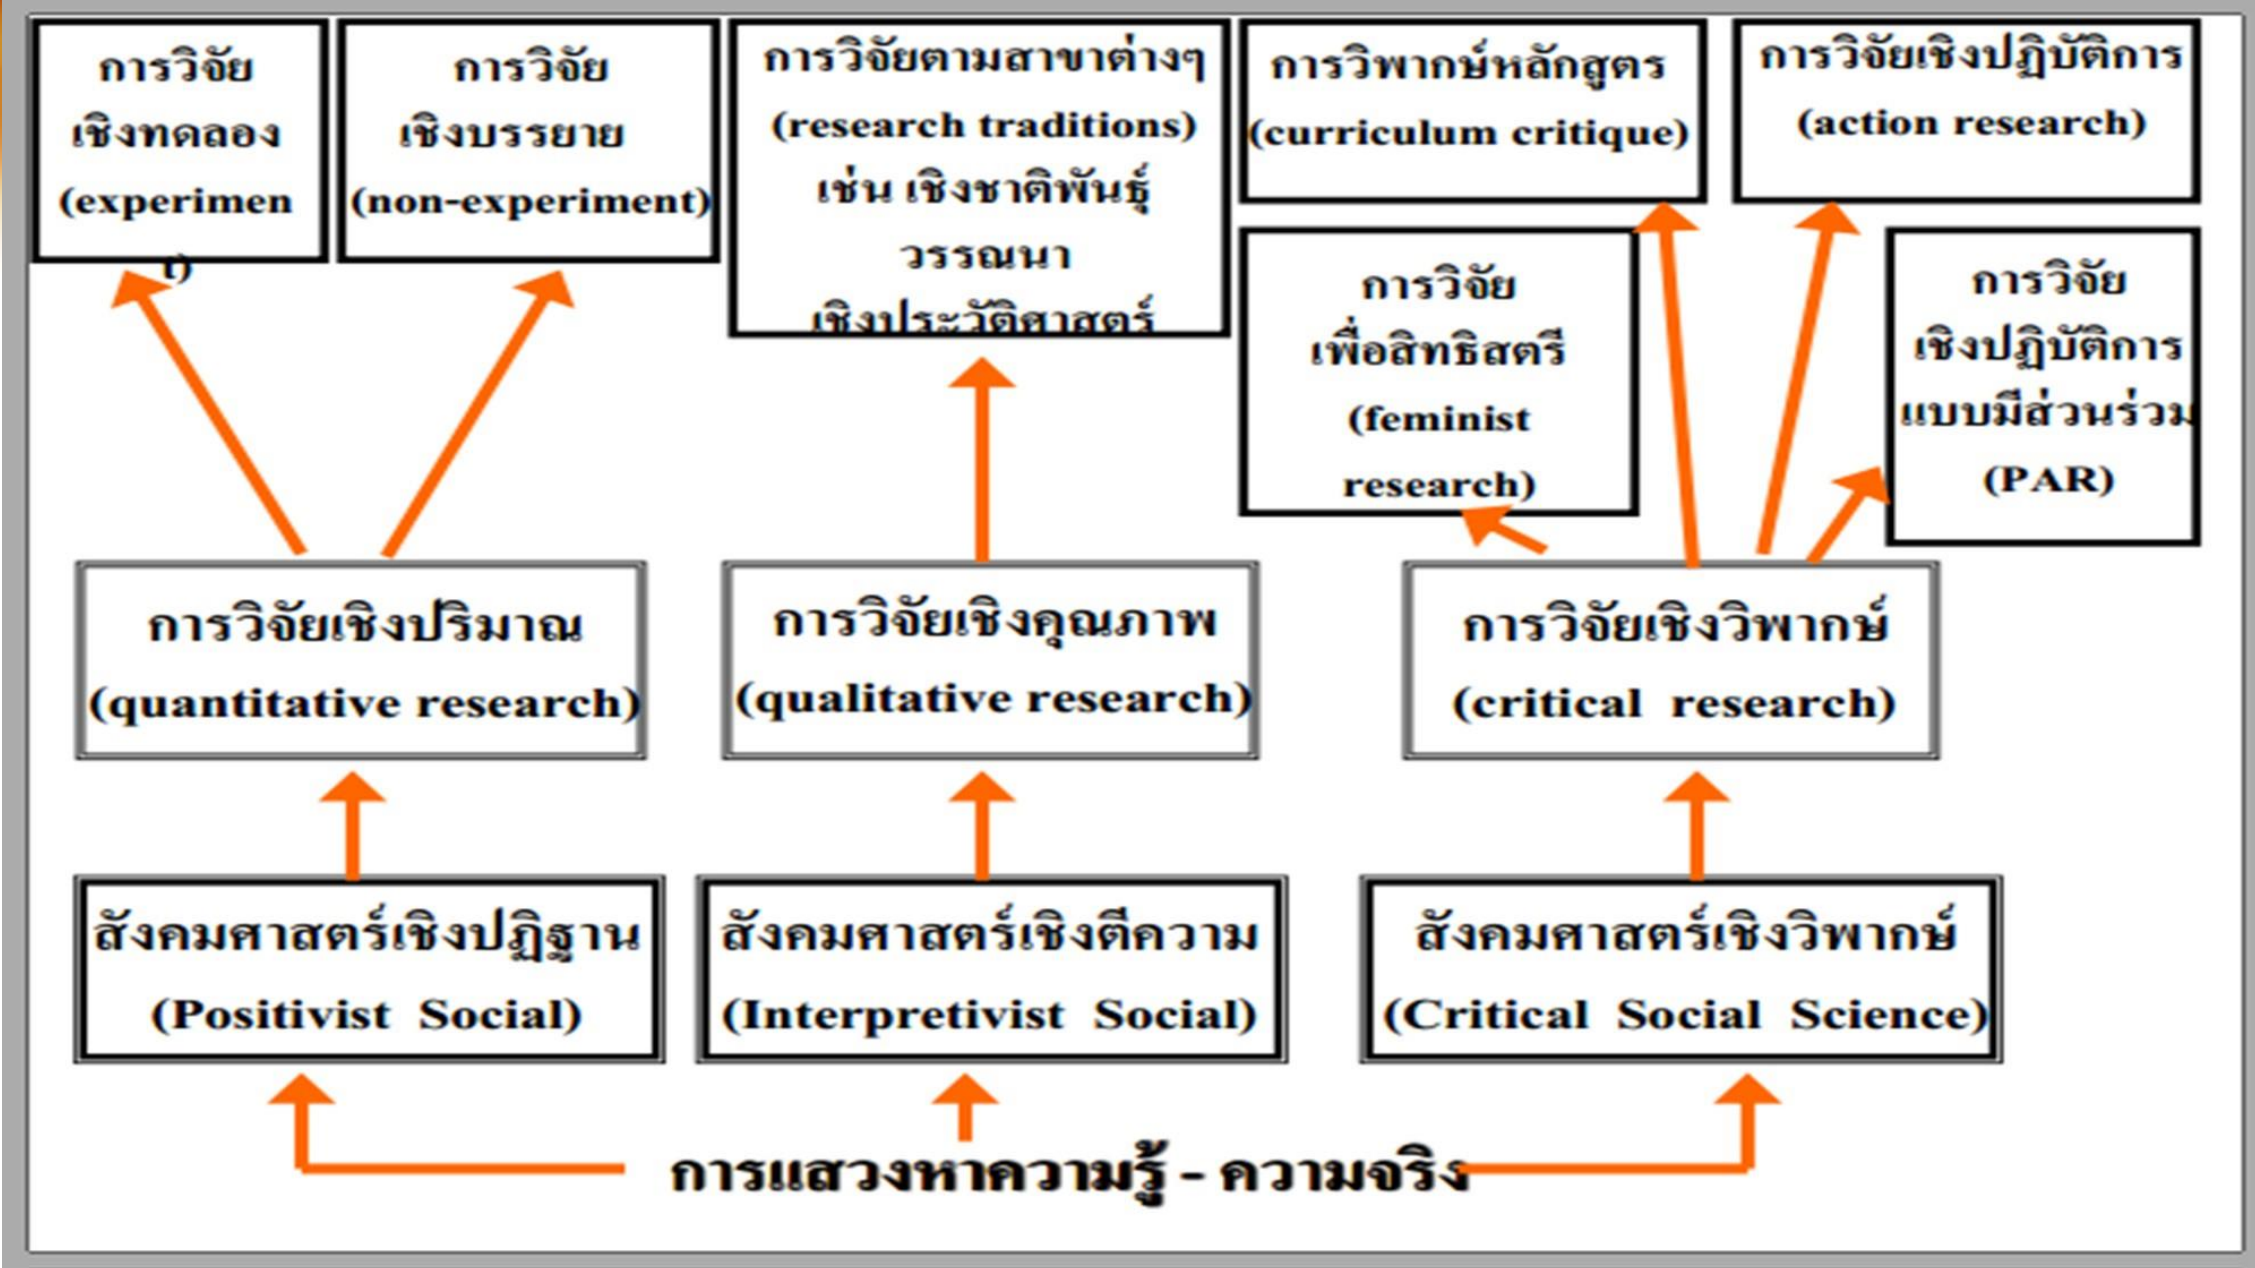 การวิจัย
เชิงทดลอง
(experimen
t)
การวิจัย
เชิงบรรยาย
(non-experiment)
การวิจัยตามสาขาต่างๆ
(research traditions)
เช่น เชิงชาติพันธุ์
วรรณนา
เชิงประวัติศาสตร์
การวิพากษ์หลักสูตร
(curriculum critique)
การวิจัยเชิงปฏิบัติการ
(action research)
การวิจัย
เพื่อสิทธิสตรี
(feminist
research)
การวิจัย
เชิงปฏิบัติการ
แบบมีส่วนร่วม
(PAR)
การวิจัยเชิงปริมาณ
(quantitative research)
การวิจัยเชิงคุณภาพ
(qualitative research)
การวิจัยเชิงวิพากษ์
(critical research)
สังคมศาสตร์เชิงปฏิฐาน
(Positivist Social)
สังคมศาสตร์เชิงตีความ
(Interpretivist Social)
สังคมศาสตร์เชิงวิพากษ์
(Critical Social Science)
การแสวงหาความรู้ - ความจริง